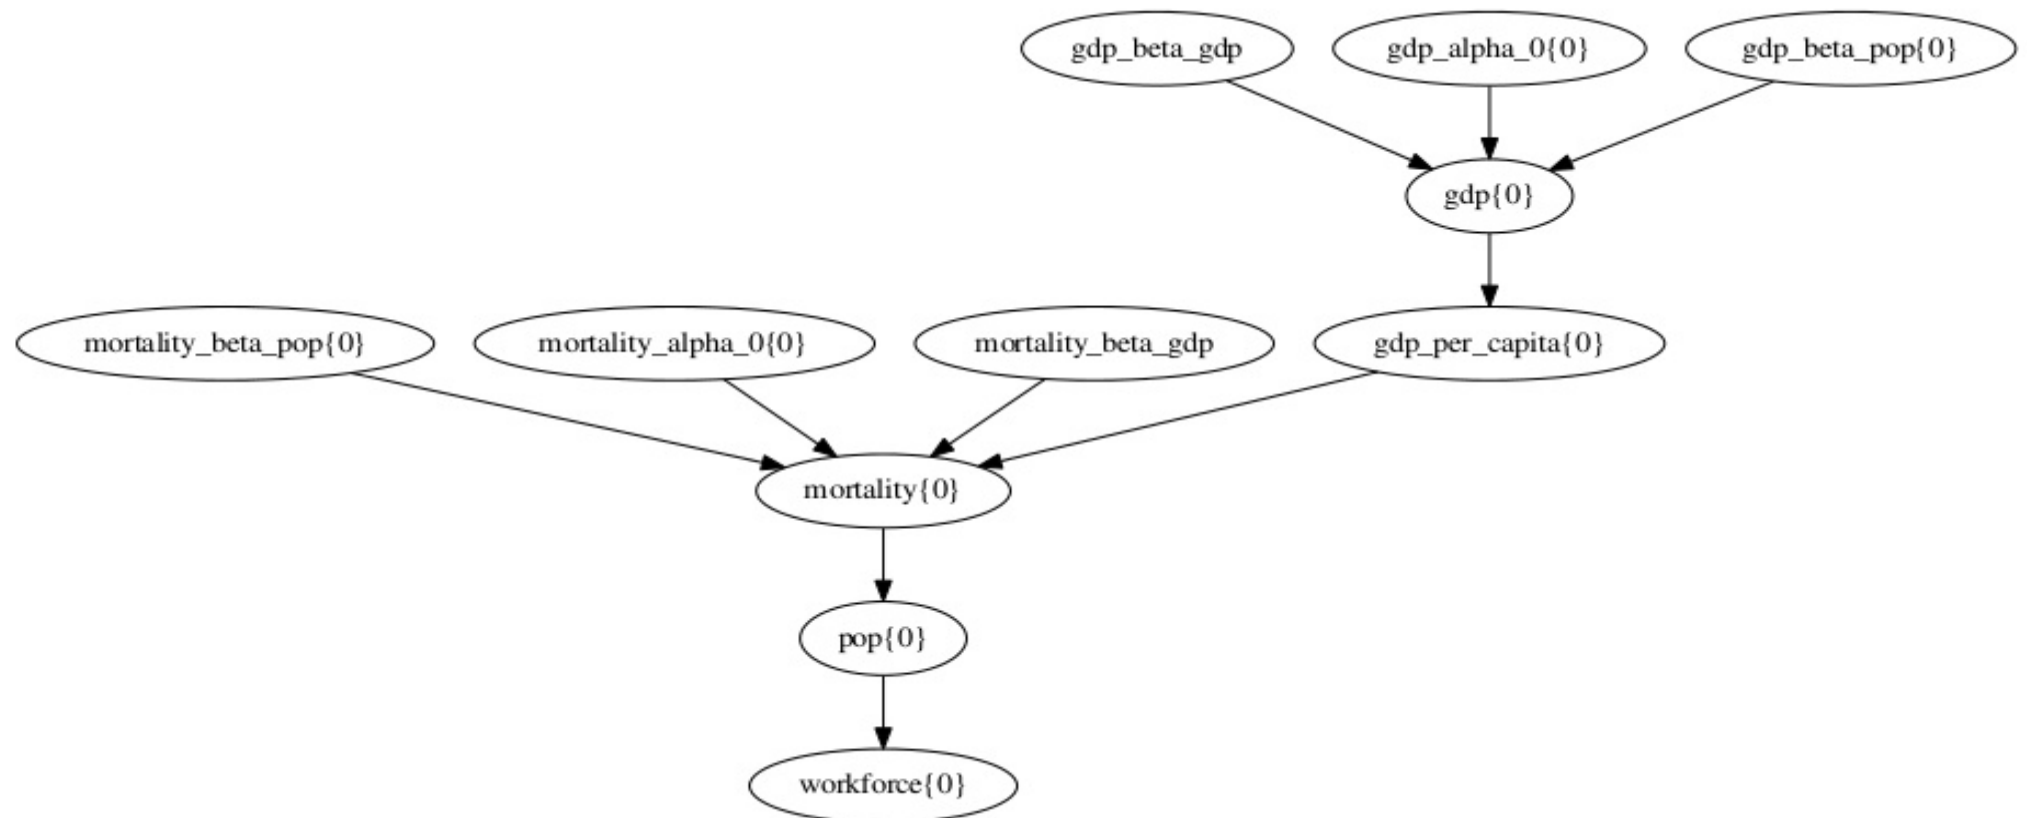 gdp_beta_gdp
gdp_alpha_0{0}
gdp_beta_pop{0}
gdp{0}
mortality_beta_pop{0}
mortality_alpha_0{0}
mortality_beta_gdp
gdp_per_capita{0}
mortality{0}
pop{0}
workforce{0}